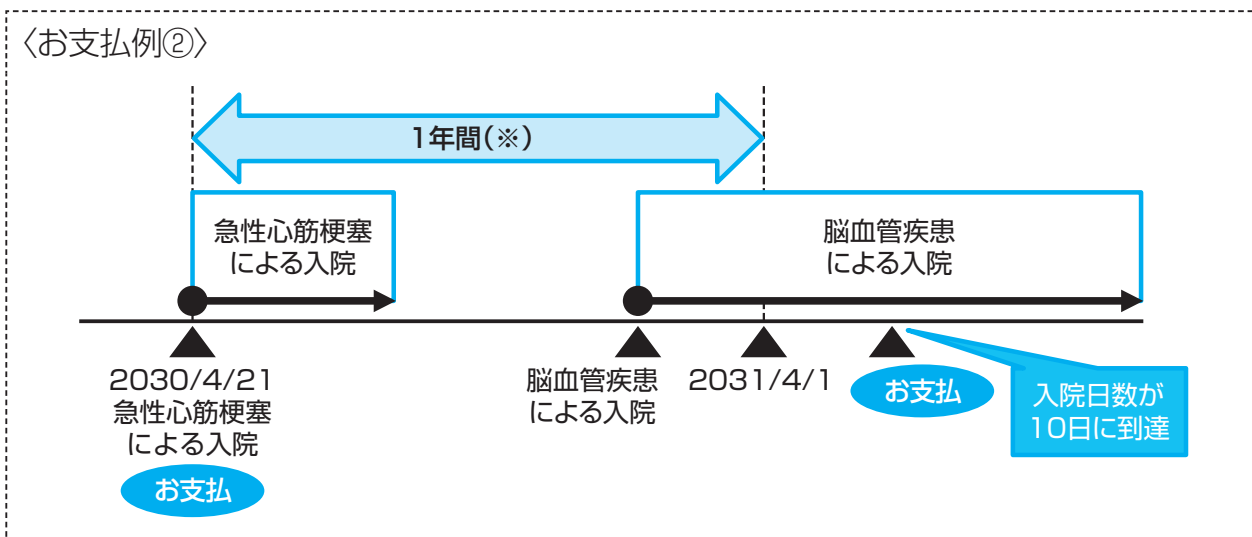 〈お支払例②〉
1年間(※)
急性心筋梗塞
による入院
脳血管疾患
による入院
2030/4/21
急性心筋梗塞
による入院
お支払
脳血管疾患
による入院
2031/4/1
お支払
入院日数が
10日に到達